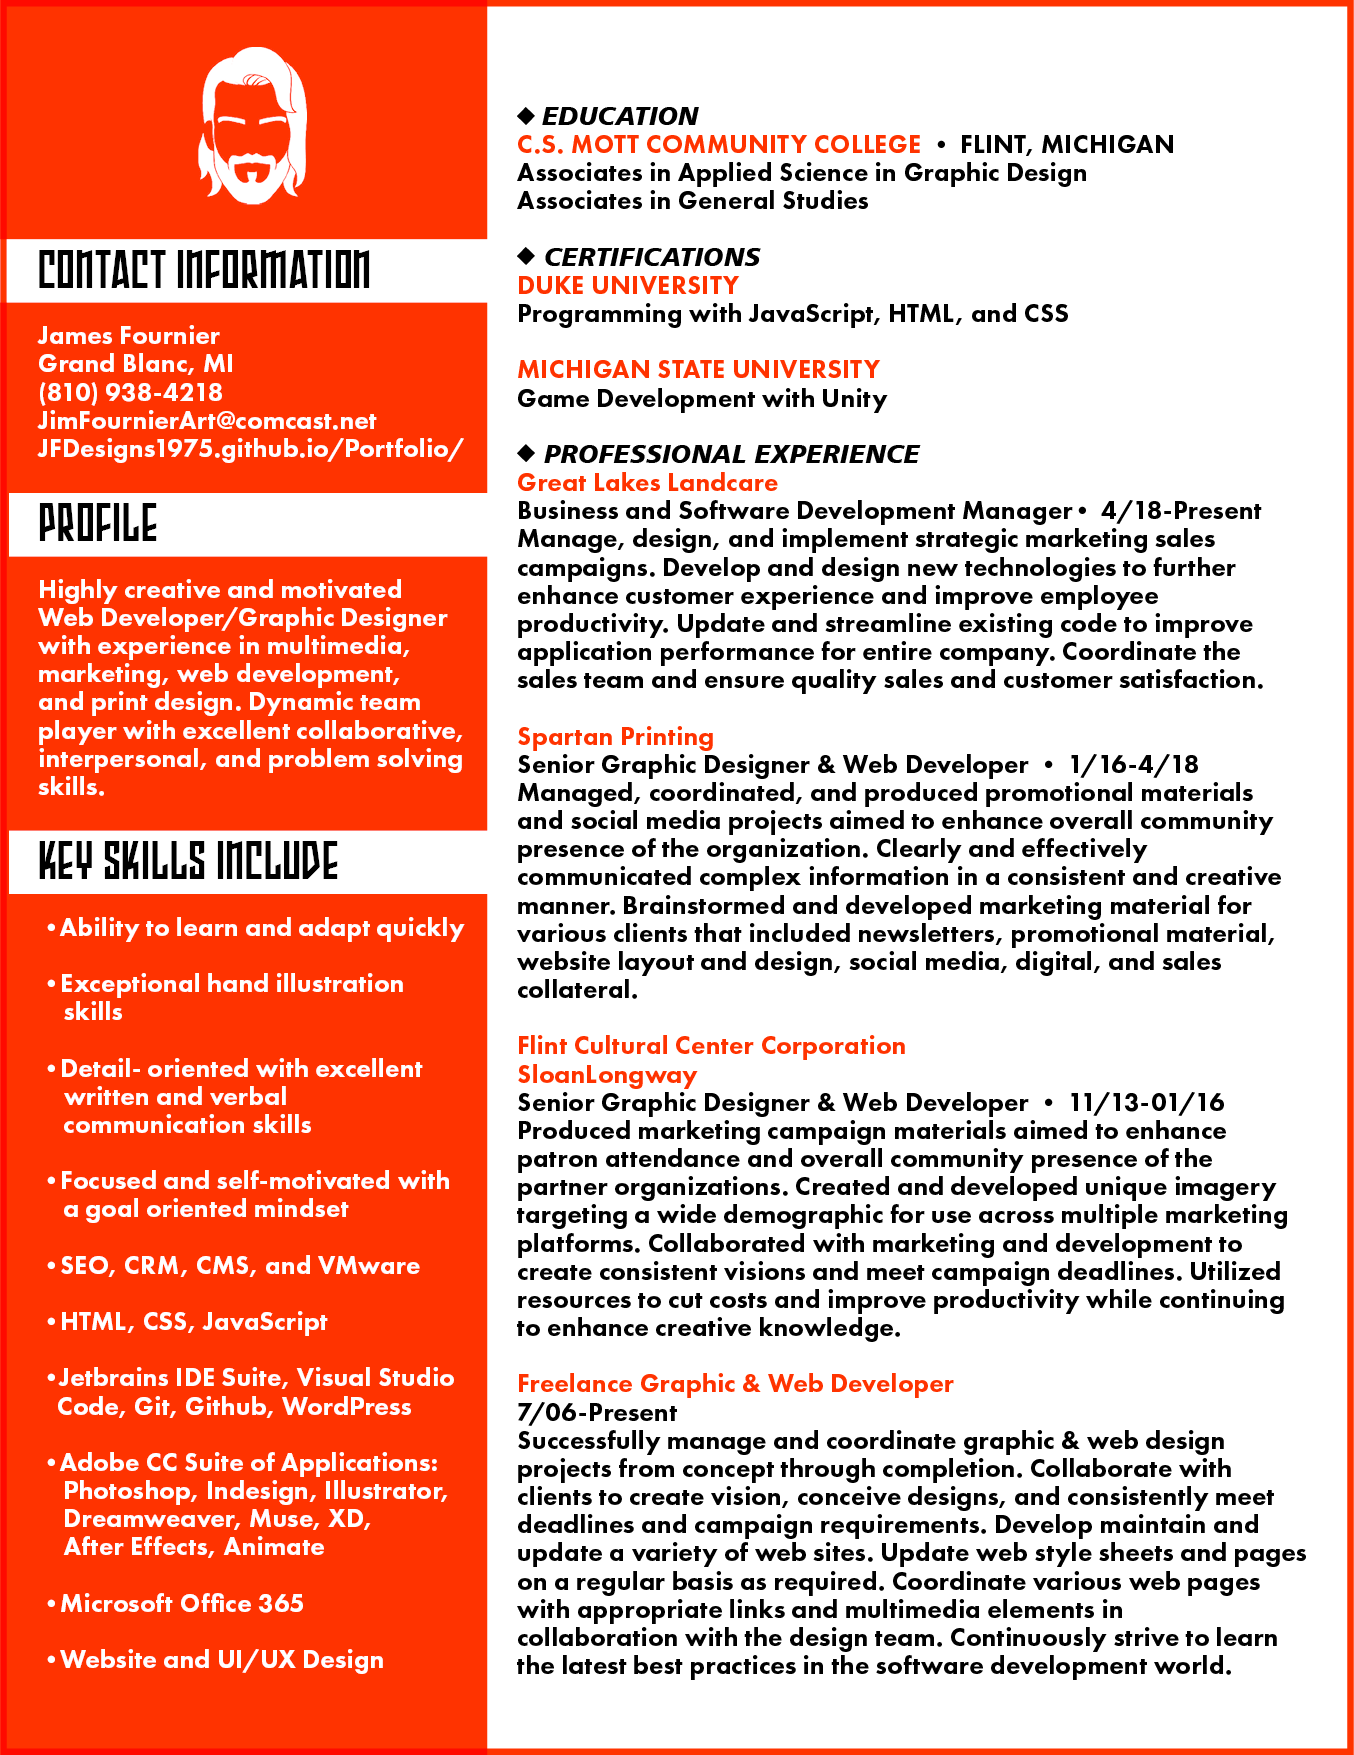 CONTACT INFORMATION
James Fournier
Grand Blanc, MI
(810) 938-4218
JimFournierArt@comcast.net
JFDesigns1975.github.io/Portfolio/
PROFILE
Highly creative and motivated
Web Developer/Graphic Designer
with experience in multimedia,
marketing, web development,
and print design. Dynamic team
player with excellent collaborative,
interpersonal, and problem solving
skills.
KEY SKILLS INCLUDE
•Ability to learn and adapt quickly
•Exceptional hand illustration
skills
•Detail- oriented with excellent
written and verbal
communication skills
•Focused and self-motivated with
a goal oriented mindset
•SEO, CRM, CMS, and VMware
•HTML, CSS, JavaScript
•Jetbrains IDE Suite, Visual Studio
Code, Git, Github, WordPress
•Adobe CC Suite of Applications:
Photoshop, Indesign, Illustrator,
Dreamweaver, Muse, XD,
After Effects, Animate
•Microsoft Office 365
•Website and UI/UX Design
◆ EDUCATION
C.S. MOTT COMMUNITY COLLEGE • FLINT, MICHIGAN
Associates in Applied Science in Graphic Design
Associates in General Studies
◆ CERTIFICATIONS
DUKE UNIVERSITY
Programming with JavaScript, HTML, and CSS
MICHIGAN STATE UNIVERSITY
Game Development with Unity
◆ PROFESSIONAL EXPERIENCE
Great Lakes Landcare
Business and Software Development Manager• 4/18-Present
Manage, design, and implement strategic marketing sales
campaigns. Develop and design new technologies to further
enhance customer experience and improve employee
productivity. Update and streamline existing code to improve
application performance for entire company. Coordinate the
sales team and ensure quality sales and customer satisfaction.
Spartan Printing
Senior Graphic Designer & Web Developer • 1/16-4/18
Managed, coordinated, and produced promotional materials
and social media projects aimed to enhance overall community
presence of the organization. Clearly and effectively
communicated complex information in a consistent and creative
manner. Brainstormed and developed marketing material for
various clients that included newsletters, promotional material,
website layout and design, social media, digital, and sales
collateral.
Flint Cultural Center Corporation
SloanLongway
Senior Graphic Designer & Web Developer • 11/13-01/16
Produced marketing campaign materials aimed to enhance
patron attendance and overall community presence of the
partner organizations. Created and developed unique imagery
targeting a wide demographic for use across multiple marketing
platforms. Collaborated with marketing and development to
create consistent visions and meet campaign deadlines. Utilized
resources to cut costs and improve productivity while continuing
to enhance creative knowledge.
Freelance Graphic & Web Developer
7/06-Present
Successfully manage and coordinate graphic & web design
projects from concept through completion. Collaborate with
clients to create vision, conceive designs, and consistently meet
deadlines and campaign requirements. Develop maintain and
update a variety of web sites. Update web style sheets and pages
on a regular basis as required. Coordinate various web pages
with appropriate links and multimedia elements in
collaboration with the design team. Continuously strive to learn
the latest best practices in the software development world.